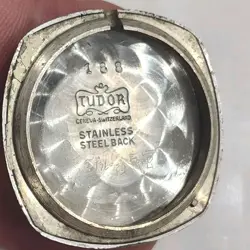 TUDOR
GENEVA-SWITZERLAND
STAINLESS
STEEL BACK